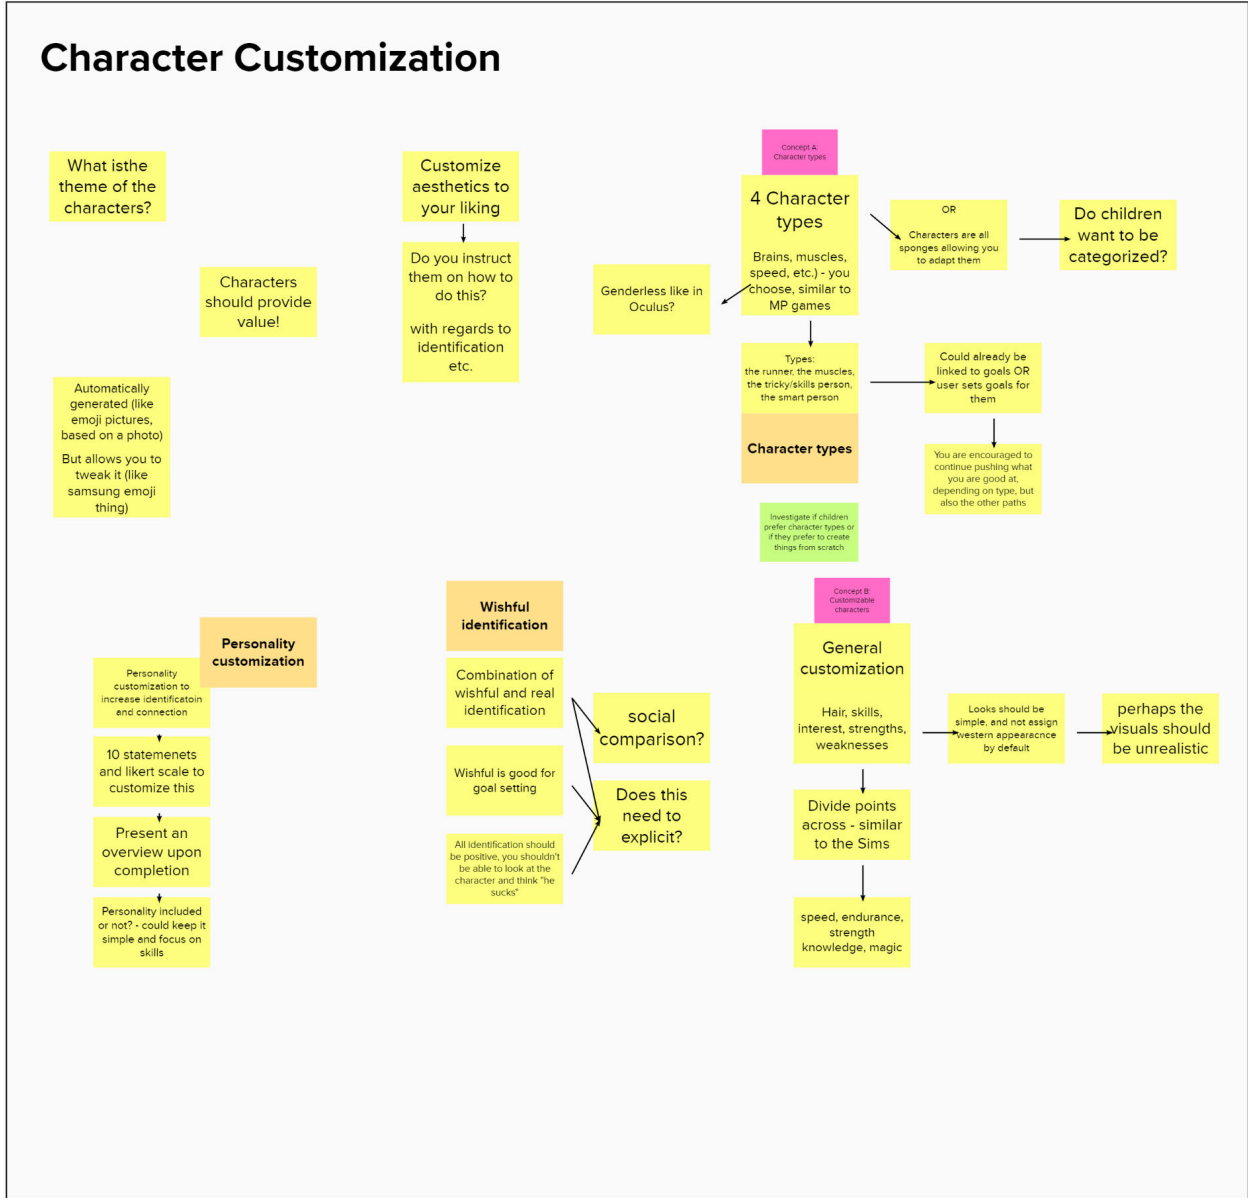 Character Customization
What isthe
theme of the
characters?
Characters
should provide
value!
Automatically
generated (like
emoji pictures,
based on a photo)
But allows you to
tweak it (like
samsung emoji
thing)
Customize
aesthetics to
your liking
Do you instruct
them on how to
do this?
with regards to
identification
etc.
Concept A:
Character types
4 Character
types
Brains, muscles,
speed, etc.) - you
choose, similar to
MP games
Genderless like in
Oculus?
OR
Characters are all
sponges allowing you
to adapt them
Do children
want to be
categorized?
Types:
the runner, the muscles,
the tricky/skills person,
the smart person
Character types
Could already be
linked to goals OR
user sets goals for
them
You are encouraged to
continue pushing what
you are good at,
depending on type, but
also the other paths
Investigate if children
prefer character types or
if they prefer to create
things from scratch
Personality
customization
Personality
customization to
increase identificatoin
and connection
10 statemenets
and likert scale to
customize this
Present an
overview upon
completion
Personality included
or not? - could keep it
simple and focus on
skills
Wishful
identification
Combination of
wishful and real
identification
Wishful is good for
goal setting
All identification should
be positive, you shouldn't
be able to look at the
character and think "he
sucks"
social
comparison?
Does this
need to
explicit?
Concept B:
Customizable
characters
General
customization
Hair, skills,
interest, strengths,
weaknesses
Looks should be
simple, and not assign
western appearacnce
by default
perhaps the
visuals should
be unrealistic
Divide points
across - similar
to the Sims
speed, endurance,
strength
knowledge, magic